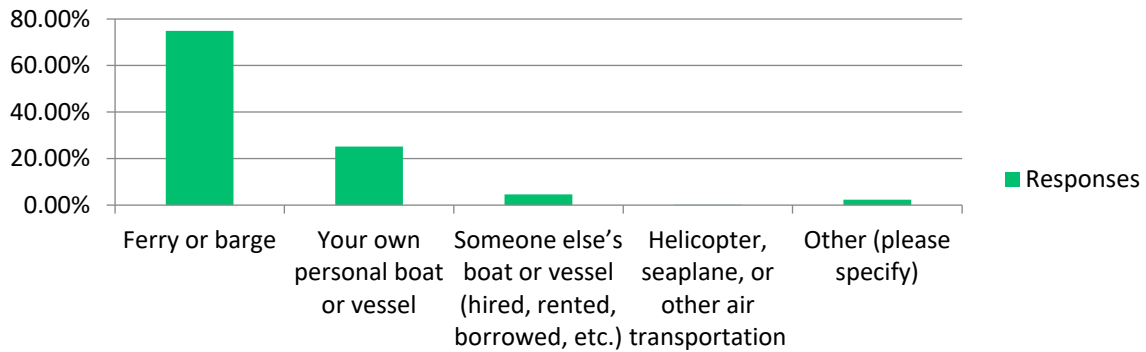 80.00%
60.00%
40.00%
20.00%
0.00%
Ferry or barge
Your own
personal boat
or vessel
Someone else’s
boat or vessel
(hired, rented,
borrowed, etc.)
Helicopter,
seaplane, or
other air
transportation
Other (please
specify)
Responses